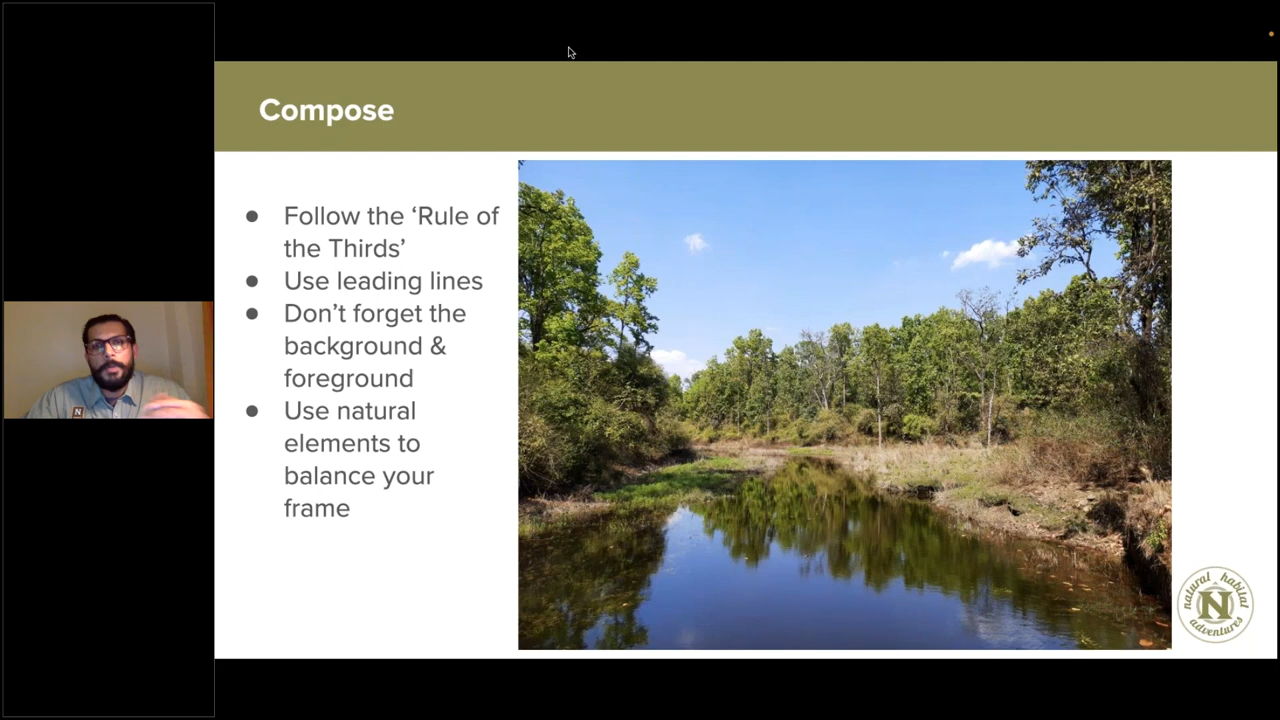 Compose
● Follow the ‘Rule of
the Thirds’
● Use leading lines
● Don’t forget the
background &
foreground
● Use natural
elements to
balance your
frame
N
natural habitat
N
adventures